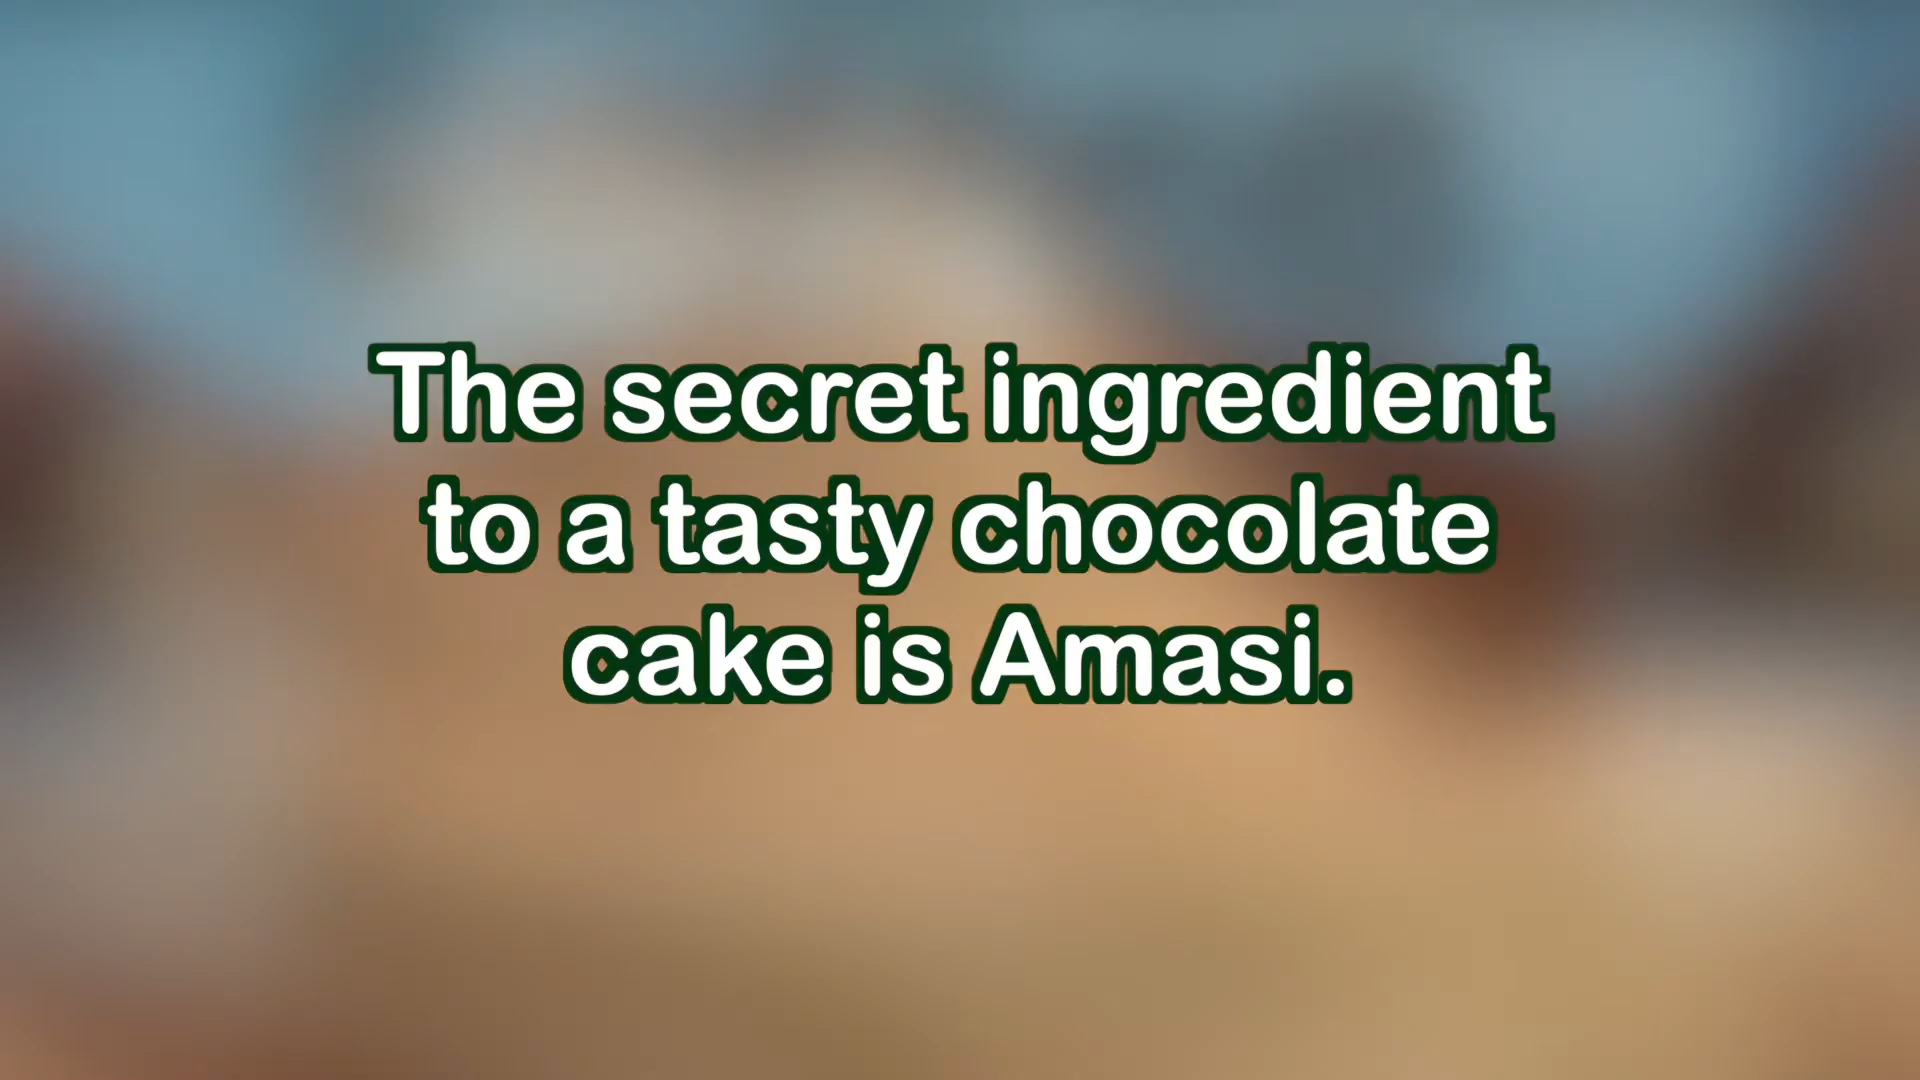 The secret ingredient
to a tasty chocolate
cake is Amasi.